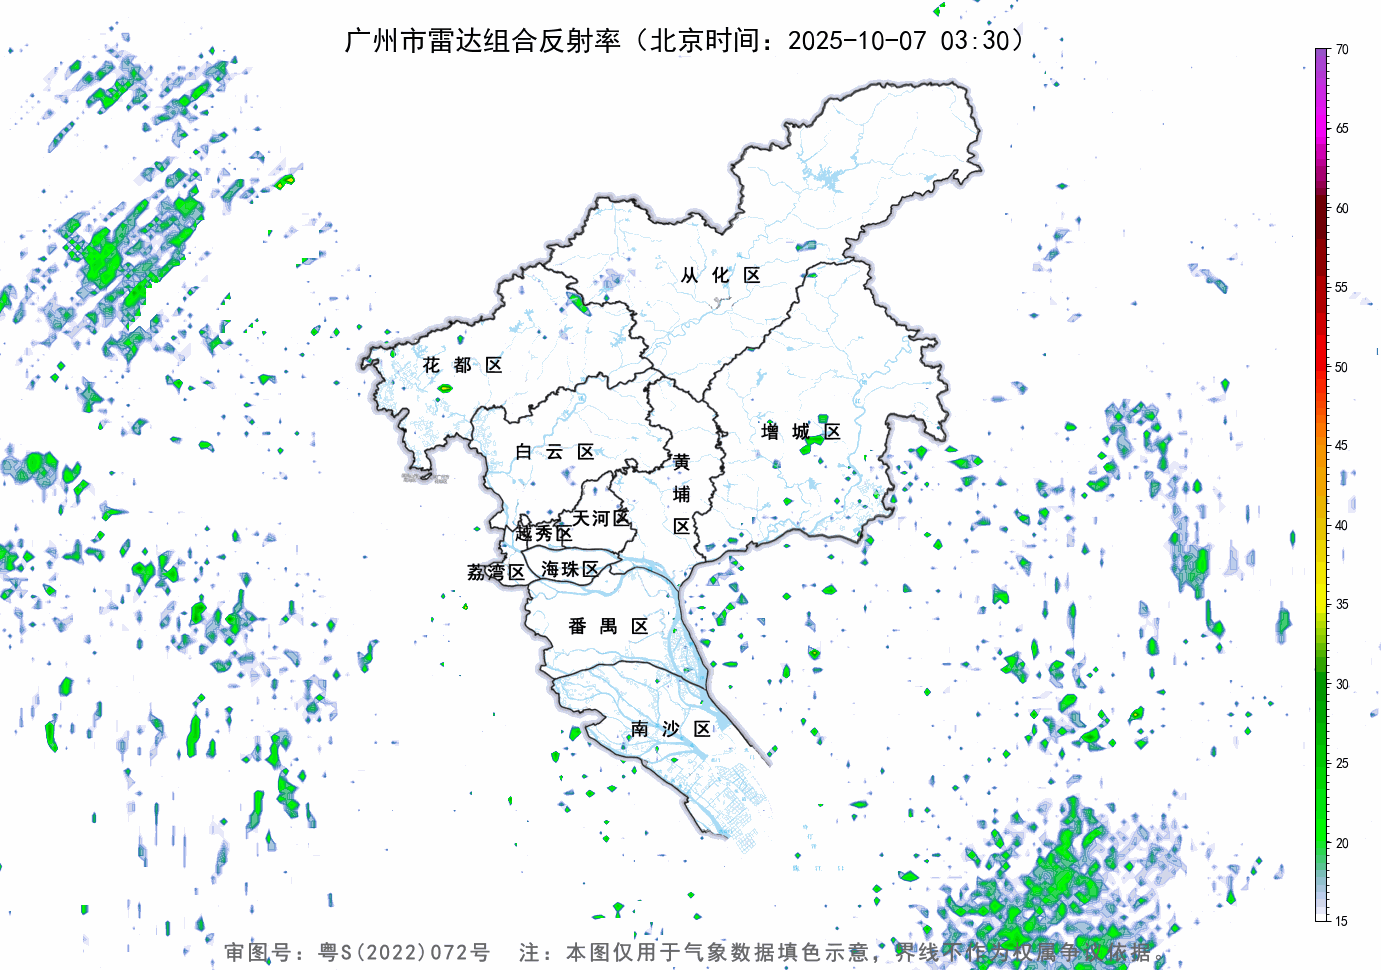 广州市雷达组合反射率（北京时间：2025-10-07 03:30）
70
65
60
55
50
45
40
35
30
25
20
15
从化区
花都区
增城区
白云区
黄埔区
天河区
越秀区
荔湾区
海珠区
番禺区
南沙区
审图号：粤S(2022)072号 注：本图仅用于气象数据填色示意，界线不作为权属争议依据。